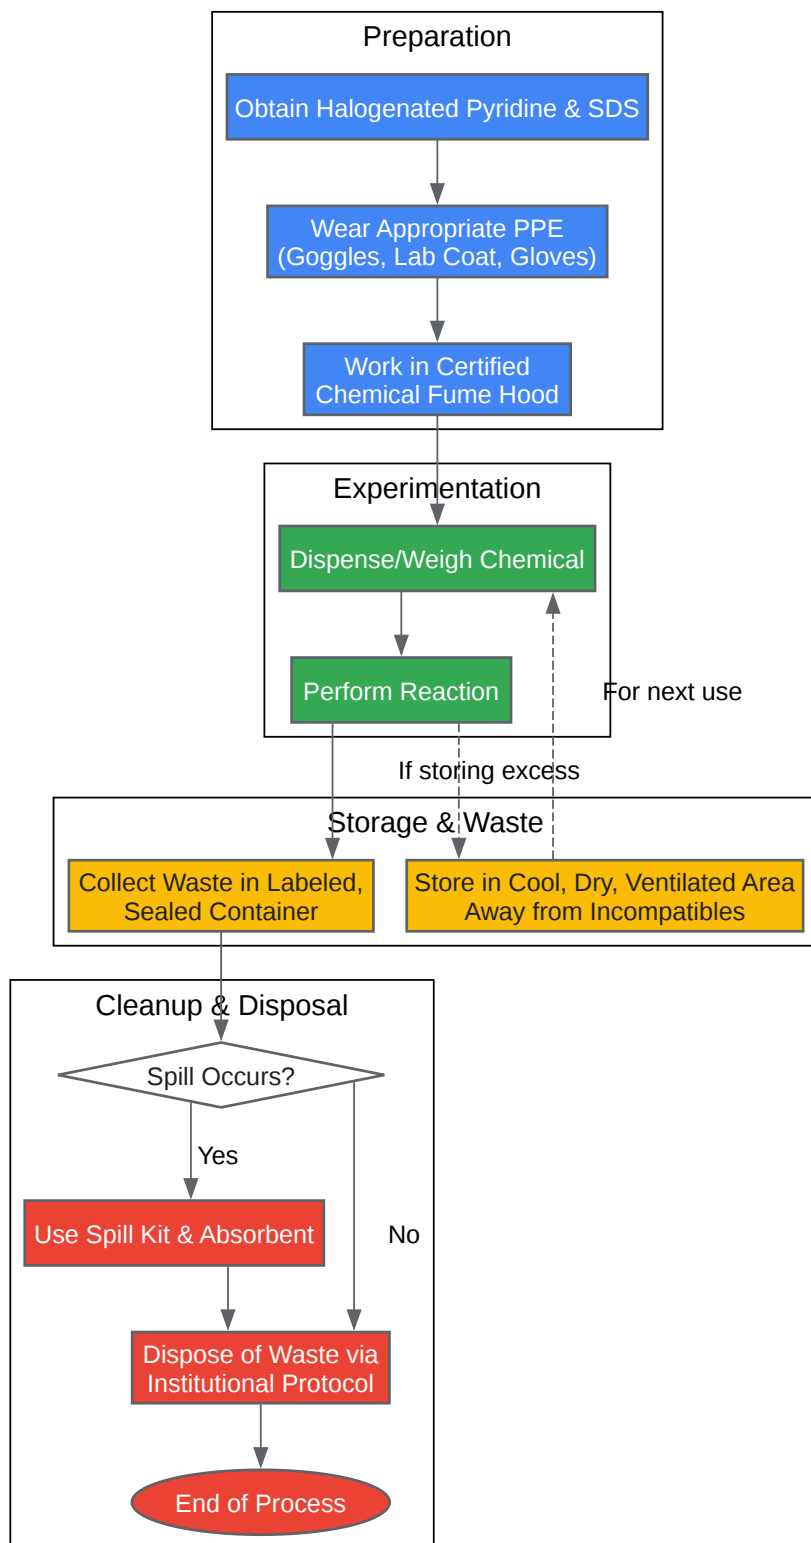 Preparation
Obtain Halogenated Pyridine & SDS
Wear Appropriate PPE
(Goggles, Lab Coat, Gloves)
Work in Certified
Chemical Fume Hood
Experimentation
Dispense/Weigh Chemical
Perform Reaction
For next use
If storing excess
Storage & Waste
Collect Waste in Labeled,
Sealed Container
Store in Cool, Dry, Ventilated Area
Away from Incompatibles
Cleanup & Disposal
Spill Occurs?
Yes
Use Spill Kit & Absorbent
No
Dispose of Waste via
Institutional Protocol
End of Process